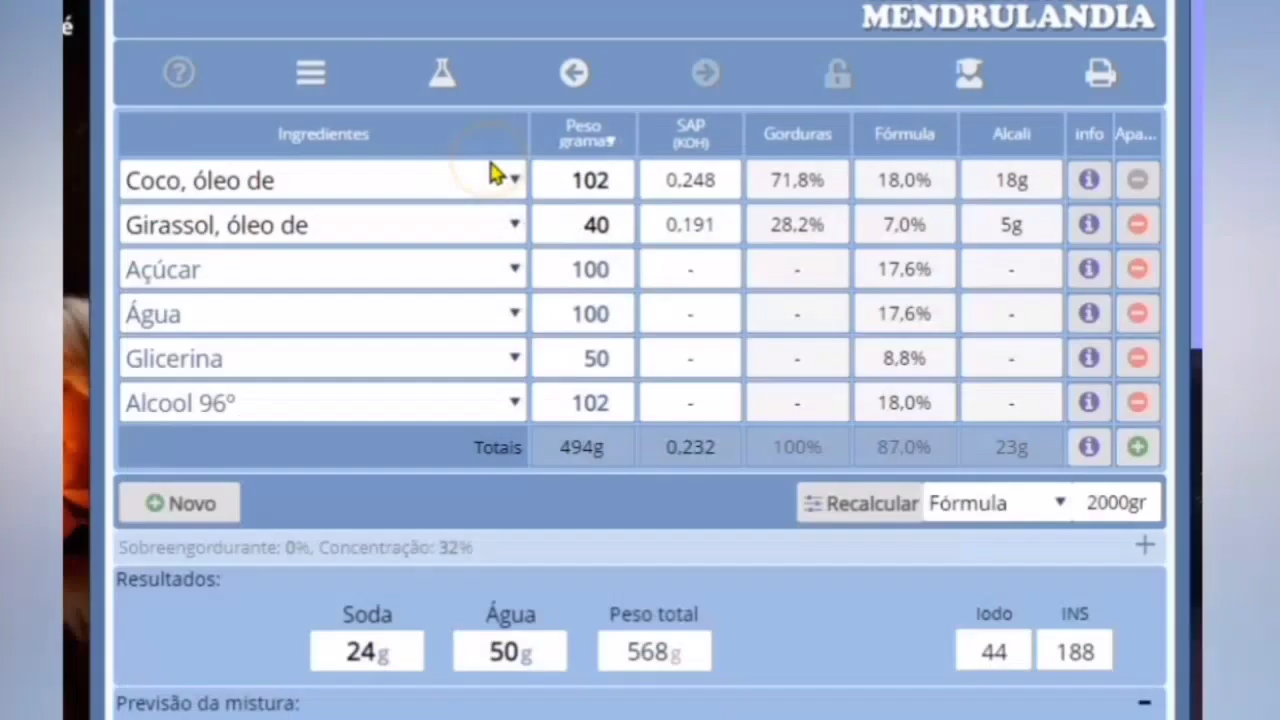 é
MENDRULANDIA
?
Ingredientes Peso gramas SAP (KOH) Gorduras Fórmula Alcali info Apa...
Coco, óleo de 102 0,248 71,8% 18.0% 18g
Girassol, óleo de 40 0,191 28,2% 7,0% 5g
Açúcar 100 - - 17,6% -
Água 100 - - 17,6% -
Glicerina 50 - - 8,8% -
Alcool 96º 102 - - 18,0% -
Totais 494g 0,232 100% 87.0% 23g
Novo Recalcular Fórmula 2000gr
Sobreengordurante: 0%, Concentração: 32%
Resultados:
Soda Água Peso total Iodo INS
24g 50g 568g 44 188
Previsão da mistura: